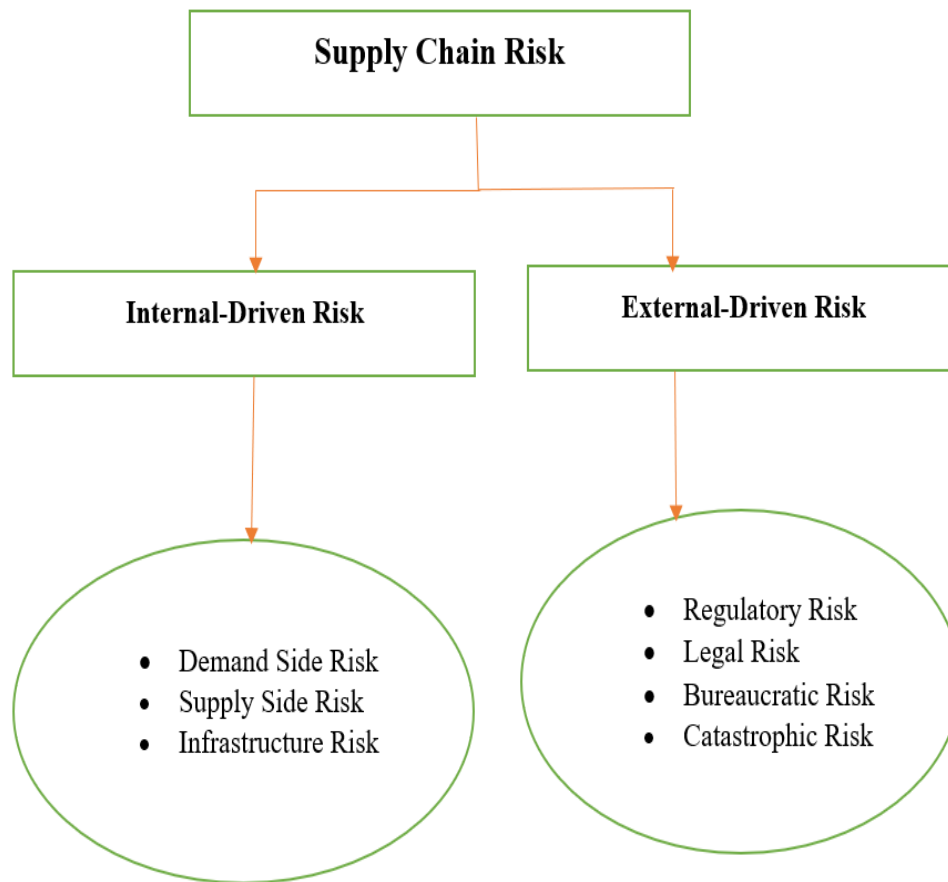 Supply Chain Risk
Internal-Driven Risk
External-Driven Risk
• Demand Side Risk
• Supply Side Risk
• Infrastructure Risk
• Regulatory Risk
• Legal Risk
• Bureaucratic Risk
• Catastrophic Risk